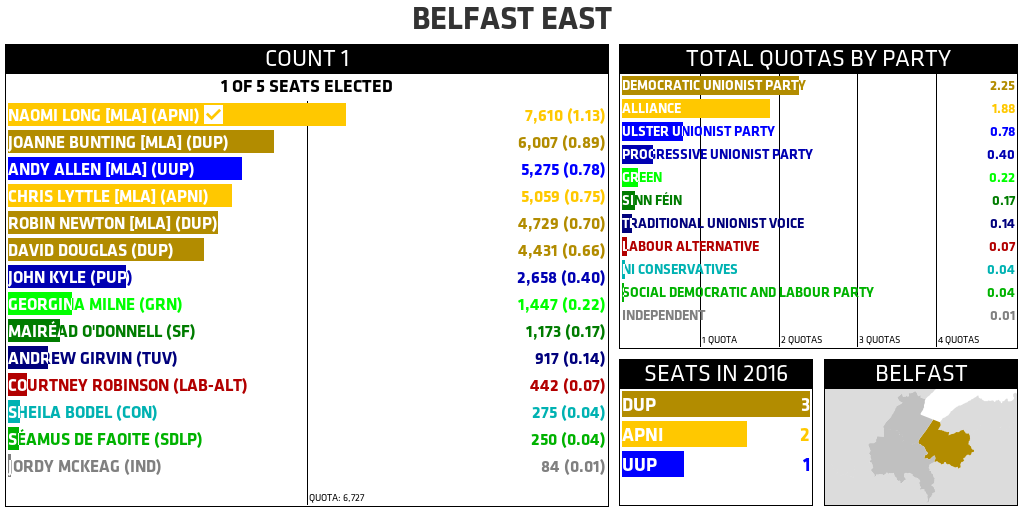 BELFAST EAST
COUNT 1
1 OF 5 SEATS ELECTED
NAOMI LONG [MLA] (APNI) 7,610 (1.13)
JOANNE BUNTING [MLA] (DUP) 6,007 (0.89)
ANDY ALLEN [MLA] (UUP) 5,275 (0.78)
CHRIS LYTTLE [MLA] (APNI) 5,059 (0.75)
ROBIN NEWTON [MLA] (DUP) 4,729 (0.70)
DAVID DOUGLAS (DUP) 4,431 (0.66)
JOHN KYLE (PUP) 2,658 (0.40)
GEORGINA MILNE (GRN) 1,447 (0.22)
MAIRÉAD O'DONNELL (SF) 1,173 (0.17)
ANDREW GIRVIN (TUV) 917 (0.14)
COURTNEY ROBINSON (LAB-ALT) 442 (0.07)
SHEILA BODEL (CON) 275 (0.04)
SÉAMUS DE FAOITE (SDLP) 250 (0.04)
JORDY MCKEAG (IND) 84 (0.01)
QUOTA: 6,727
TOTAL QUOTAS BY PARTY
DEMOCRATIC UNIONIST PARTY 2.25
ALLIANCE 1.88
ULSTER UNIONIST PARTY 0.78
PROGRESSIVE UNIONIST PARTY 0.40
GREEN 0.22
SINN FÉIN 0.17
TRADITIONAL UNIONIST VOICE 0.14
LABOUR ALTERNATIVE 0.07
NI CONSERVATIVES 0.04
SOCIAL DEMOCRATIC AND LABOUR PARTY 0.04
INDEPENDENT 0.01
1 QUOTA 2 QUOTAS 3 QUOTAS 4 QUOTAS
SEATS IN 2016
DUP 3
APNI 2
UUP 1
BELFAST